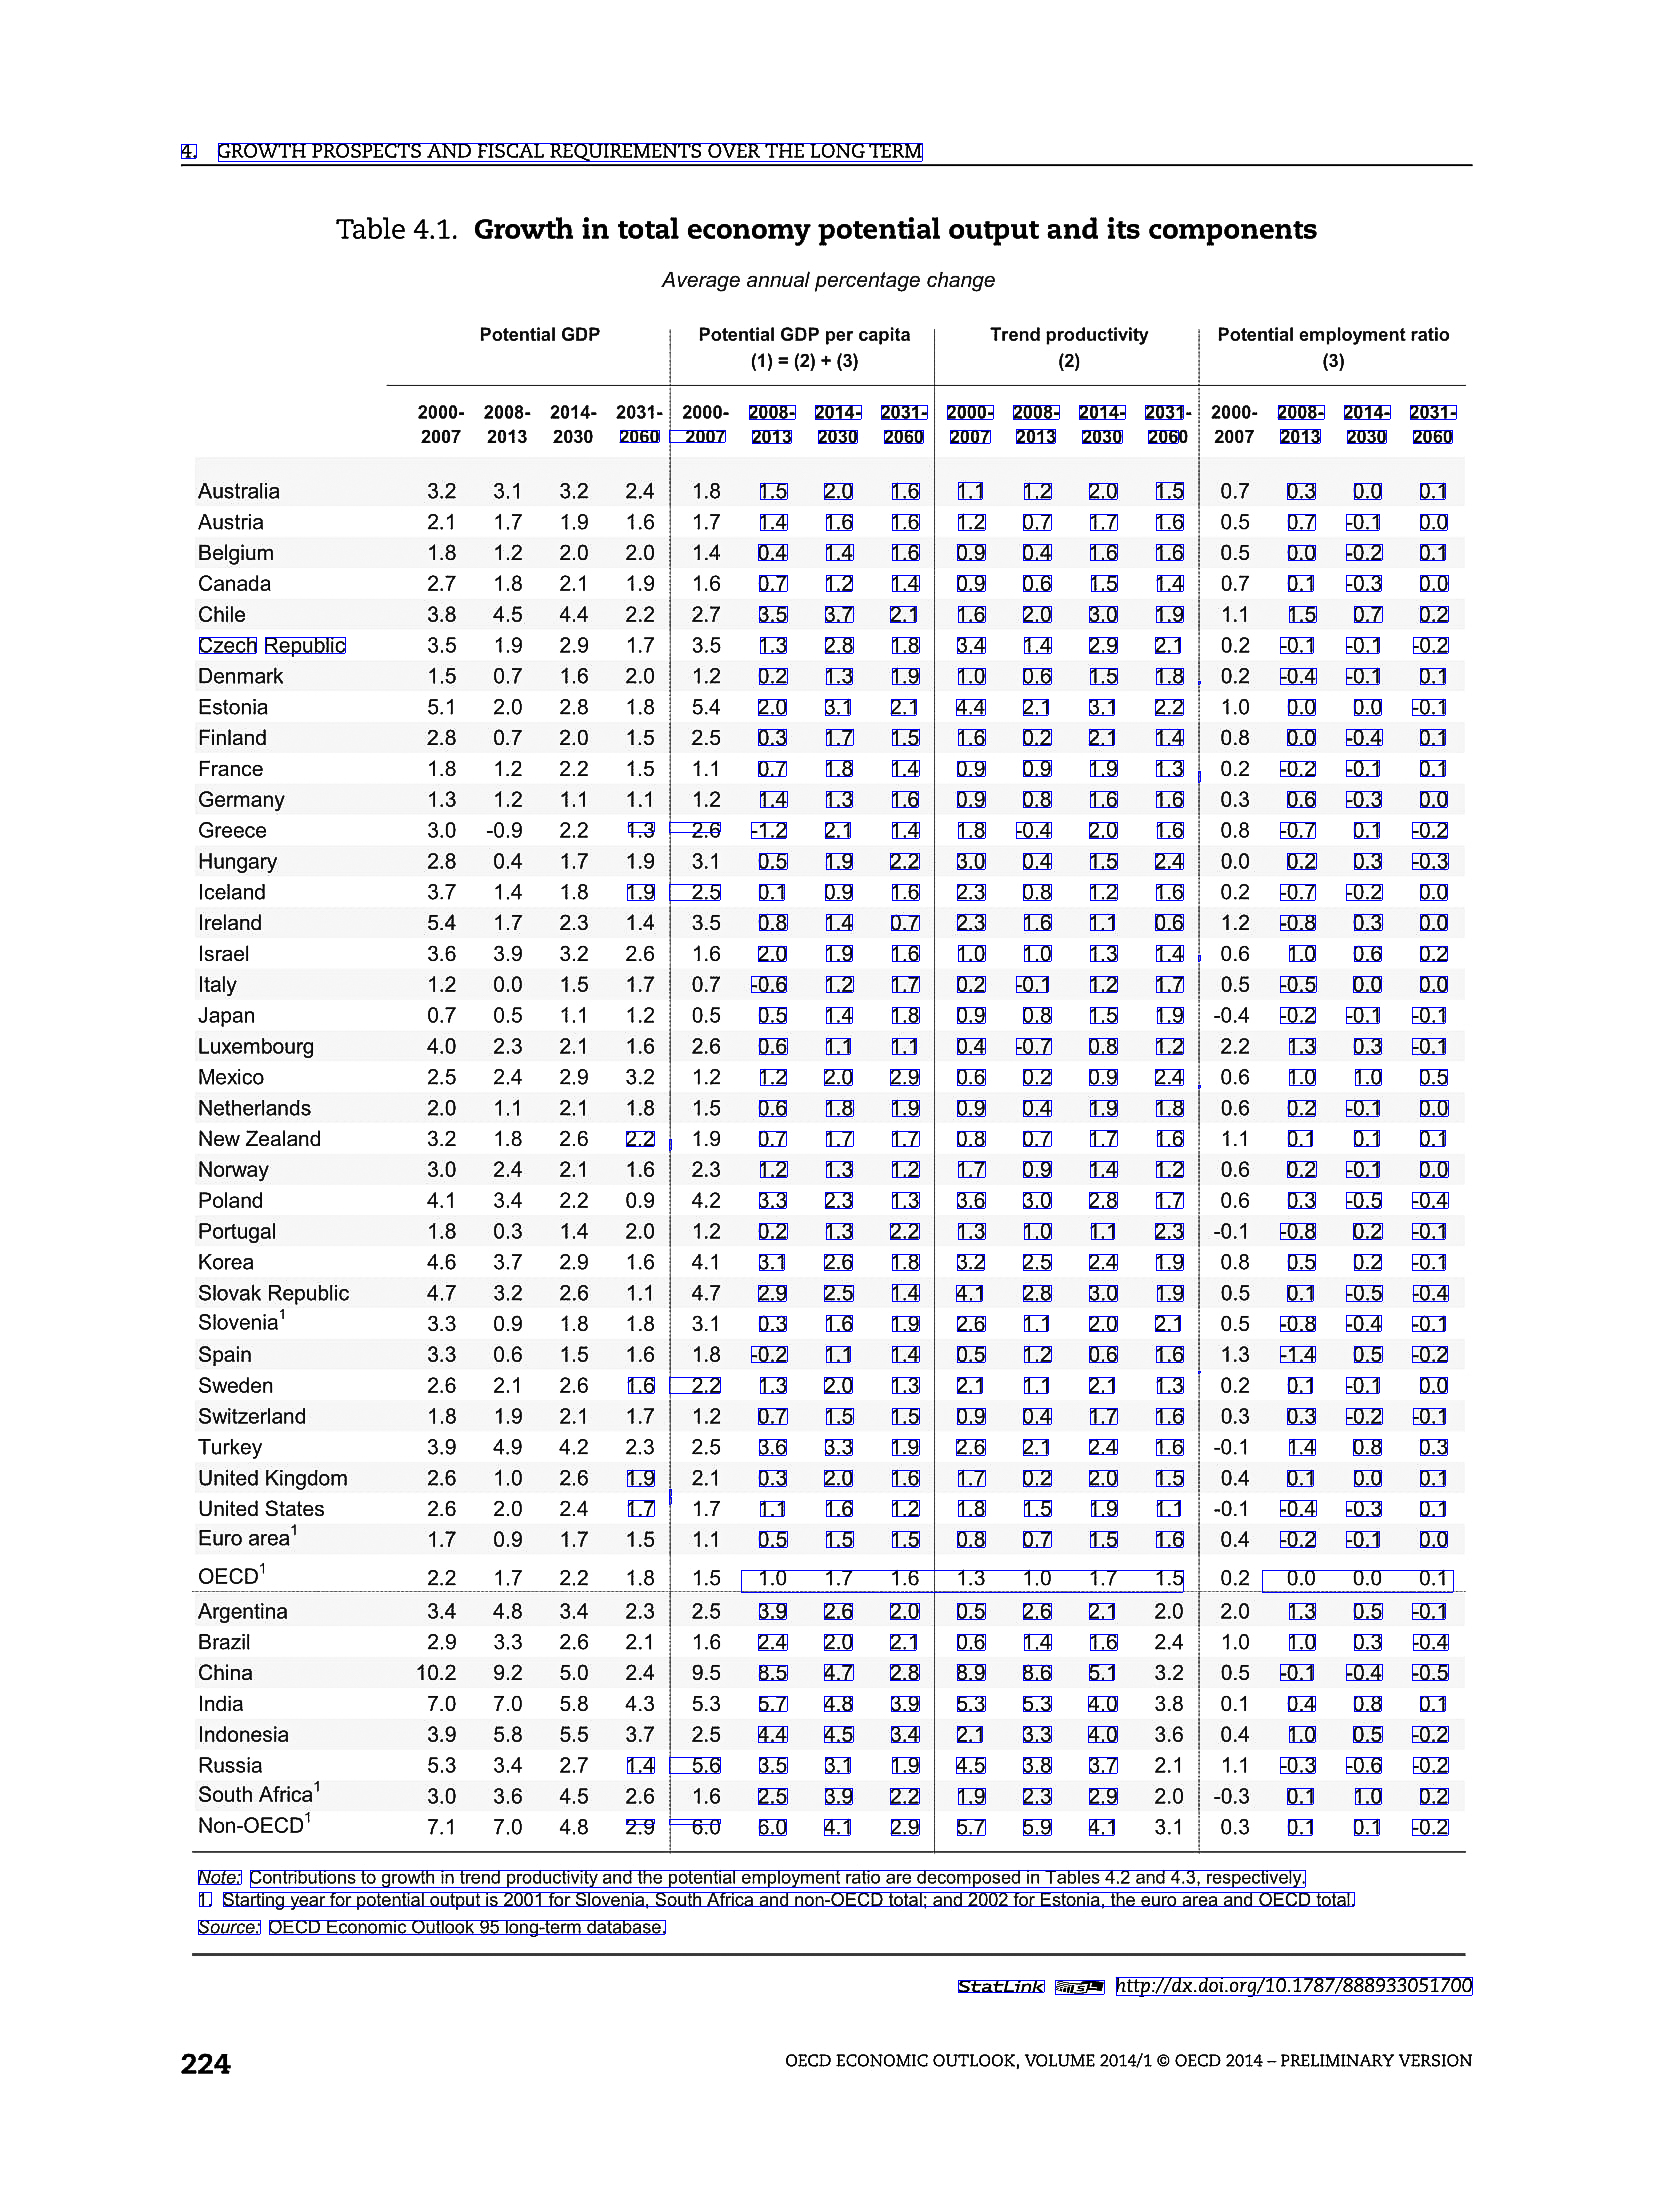 4. GROWTH PROSPECTS AND FISCAL REQUIREMENTS OVER THE LONG TERM
Table 4.1. Growth in total economy potential output and its components
Average annual percentage change
Potential GDP Potential GDP per capita Trend productivity Potential employment ratio
(1) = (2) + (3) (2) (3)
2000- 2008- 2014- 2031- 2000- 2008- 2014- 2031- 2000- 2008- 2014- 2031- 2000- 2008- 2014- 2031-
2007 2013 2030 2060 2007 2013 2030 2060 2007 2013 2030 2060 2007 2013 2030 2060
Australia 3.2 3.1 3.2 2.4 1.8 1.5 2.0 1.6 1.1 1.2 2.0 1.5 0.7 0.3 0.0 0.1
Austria 2.1 1.7 1.9 1.6 1.7 1.4 1.6 1.6 1.2 0.7 1.7 1.6 0.5 0.7 -0.1 0.0
Belgium 1.8 1.2 2.0 2.0 1.4 0.4 1.4 1.6 0.9 0.4 1.6 1.6 0.5 0.0 -0.2 0.1
Canada 2.7 1.8 2.1 1.9 1.6 0.7 1.2 1.4 0.9 0.6 1.5 1.4 0.7 0.1 -0.3 0.0
Chile 3.8 4.5 4.4 2.2 2.7 3.5 3.7 2.1 1.6 2.0 3.0 1.9 1.1 1.5 0.7 0.2
Czech Republic 3.5 1.9 2.9 1.7 3.5 1.3 2.8 1.8 3.4 1.4 2.9 2.1 0.2 -0.1 -0.1 -0.2
Denmark 1.5 0.7 1.6 2.0 1.2 0.2 1.3 1.9 1.0 0.6 1.5 1.8 0.2 -0.4 -0.1 0.1
Estonia 5.1 2.0 2.8 1.8 5.4 2.0 3.1 2.1 4.4 2.1 3.1 2.2 1.0 0.0 0.0 -0.1
Finland 2.8 0.7 2.0 1.5 2.5 0.3 1.7 1.5 1.6 0.2 2.1 1.4 0.8 0.0 -0.4 0.1
France 1.8 1.2 2.2 1.5 1.1 0.7 1.8 1.4 0.9 0.9 1.9 1.3 0.2 -0.2 -0.1 0.1
Germany 1.3 1.2 1.1 1.1 1.2 1.4 1.3 1.6 0.9 0.8 1.6 1.6 0.3 0.6 -0.3 0.0
Greece 3.0 -0.9 2.2 1.3 2.6 -1.2 2.1 1.4 1.8 -0.4 2.0 1.6 0.8 -0.7 0.1 -0.2
Hungary 2.8 0.4 1.7 1.9 3.1 0.5 1.9 2.2 3.0 0.4 1.5 2.4 0.0 0.2 0.3 -0.3
Iceland 3.7 1.4 1.8 1.9 2.5 0.1 0.9 1.6 2.3 0.8 1.2 1.6 0.2 -0.7 -0.2 0.0
Ireland 5.4 1.7 2.3 1.4 3.5 0.8 1.4 0.7 2.3 1.6 1.1 0.6 1.2 -0.8 0.3 0.0
Israel 3.6 3.9 3.2 2.6 1.6 2.0 1.9 1.6 1.0 1.0 1.3 1.4 0.6 1.0 0.6 0.2
Italy 1.2 0.0 1.5 1.7 0.7 -0.6 1.2 1.7 0.2 -0.1 1.2 1.7 0.5 -0.5 0.0 0.0
Japan 0.7 0.5 1.1 1.2 0.5 0.5 1.4 1.8 0.9 0.8 1.5 1.9 -0.4 -0.2 -0.1 -0.1
Luxembourg 4.0 2.3 2.1 1.6 2.6 0.6 1.1 1.1 0.4 -0.7 0.8 1.2 2.2 1.3 0.3 -0.1
Mexico 2.5 2.4 2.9 3.2 1.2 1.2 2.0 2.9 0.6 0.2 0.9 2.4 0.6 1.0 1.0 0.5
Netherlands 2.0 1.1 2.1 1.8 1.5 0.6 1.8 1.9 0.9 0.4 1.9 1.8 0.6 0.2 -0.1 0.0
New Zealand 3.2 1.8 2.6 2.2 1.9 0.7 1.7 1.7 0.8 0.7 1.7 1.6 1.1 0.1 0.1 0.1
Norway 3.0 2.4 2.1 1.6 2.3 1.2 1.3 1.2 1.7 0.9 1.4 1.2 0.6 0.2 -0.1 0.0
Poland 4.1 3.4 2.2 0.9 4.2 3.3 2.3 1.3 3.6 3.0 2.8 1.7 0.6 0.3 -0.5 -0.4
Portugal 1.8 0.3 1.4 2.0 1.2 0.2 1.3 2.2 1.3 1.0 1.1 2.3 -0.1 -0.8 0.2 -0.1
Korea 4.6 3.7 2.9 1.6 4.1 3.1 2.6 1.8 3.2 2.5 2.4 1.9 0.8 0.5 0.2 -0.1
Slovak Republic 4.7 3.2 2.6 1.1 4.7 2.9 2.5 1.4 4.1 2.8 3.0 1.9 0.5 0.1 -0.5 -0.4
Slovenia1 3.3 0.9 1.8 1.8 3.1 0.3 1.6 1.9 2.6 1.1 2.0 2.1 0.5 -0.8 -0.4 -0.1
Spain 3.3 0.6 1.5 1.6 1.8 -0.2 1.1 1.4 0.5 1.2 0.6 1.6 1.3 -1.4 0.5 -0.2
Sweden 2.6 2.1 2.6 1.6 2.2 1.3 2.0 1.3 2.1 1.1 2.1 1.3 0.2 0.1 -0.1 0.0
Switzerland 1.8 1.9 2.1 1.7 1.2 0.7 1.5 1.5 0.9 0.4 1.7 1.6 0.3 0.3 -0.2 -0.1
Turkey 3.9 4.9 4.2 2.3 2.5 3.6 3.3 1.9 2.6 2.1 2.4 1.6 -0.1 1.4 0.8 0.3
United Kingdom 2.6 1.0 2.6 1.9 2.1 0.3 2.0 1.6 1.7 0.2 2.0 1.5 0.4 0.1 0.0 0.1
United States 2.6 2.0 2.4 1.7 1.7 1.1 1.6 1.2 1.8 1.5 1.9 1.1 -0.1 -0.4 -0.3 0.1
Euro area1 1.7 0.9 1.7 1.5 1.1 0.5 1.5 1.5 0.8 0.7 1.5 1.6 0.4 -0.2 -0.1 0.0
OECD1 2.2 1.7 2.2 1.8 1.5 1.0 1.7 1.6 1.3 1.0 1.7 1.5 0.2 0.0 0.0 0.1
Argentina 3.4 4.8 3.4 2.3 2.5 3.9 2.6 2.0 0.5 2.6 2.1 2.0 2.0 1.3 0.5 -0.1
Brazil 2.9 3.3 2.6 2.1 1.6 2.4 2.0 2.1 0.6 1.4 1.6 2.4 1.0 1.0 0.3 -0.4
China 10.2 9.2 5.0 2.4 9.5 8.5 4.7 2.8 8.9 8.6 5.1 3.2 0.5 -0.1 -0.4 -0.5
India 7.0 7.0 5.8 4.3 5.3 5.7 4.8 3.9 5.3 5.3 4.0 3.8 0.1 0.4 0.8 0.1
Indonesia 3.9 5.8 5.5 3.7 2.5 4.4 4.5 3.4 2.1 3.3 4.0 3.6 0.4 1.0 0.5 -0.2
Russia 5.3 3.4 2.7 1.4 5.6 3.5 3.1 1.9 4.5 3.8 3.7 2.1 1.1 -0.3 -0.6 -0.2
South Africa1 3.0 3.6 4.5 2.6 1.6 2.5 3.9 2.2 1.9 2.3 2.9 2.0 -0.3 0.1 1.0 0.2
Non-OECD1 7.1 7.0 4.8 2.9 6.0 6.0 4.1 2.9 5.7 5.9 4.1 3.1 0.3 0.1 0.1 -0.2
Note: Contributions to growth in trend productivity and the potential employment ratio are decomposed in Tables 4.2 and 4.3, respectively.
1. Starting year for potential output is 2001 for Slovenia, South Africa and non-OECD total; and 2002 for Estonia, the euro area and OECD total.
Source: OECD Economic Outlook 95 long-term database.
StatLink http://dx.doi.org/10.1787/888933051700
224 OECD ECONOMIC OUTLOOK, VOLUME 2014/1 © OECD 2014 – PRELIMINARY VERSION